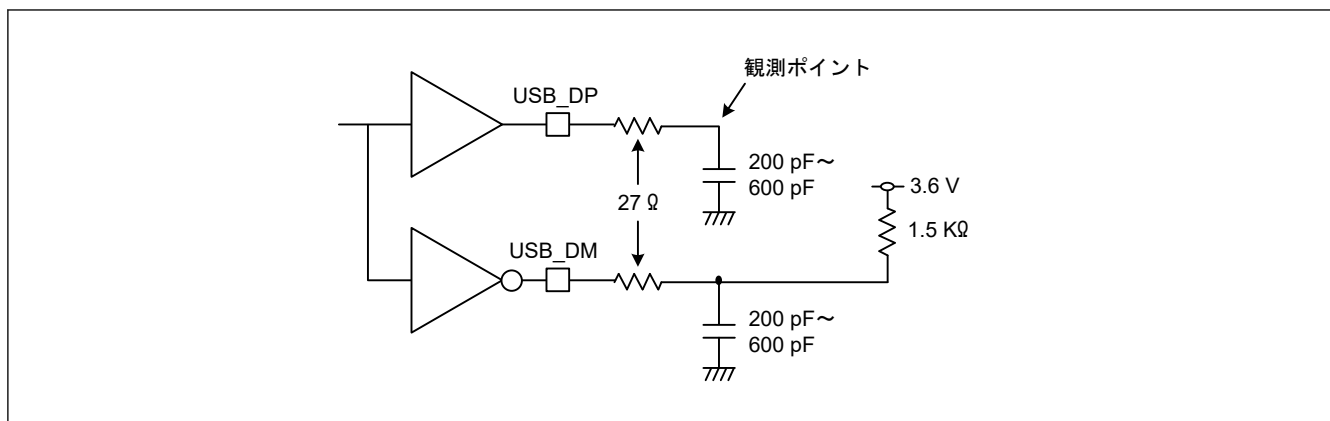 観測ポイント
USB_DP
200 pF～
600 pF
27 Ω
3.6 V
1.5 KΩ
USB_DM
200 pF～
600 pF